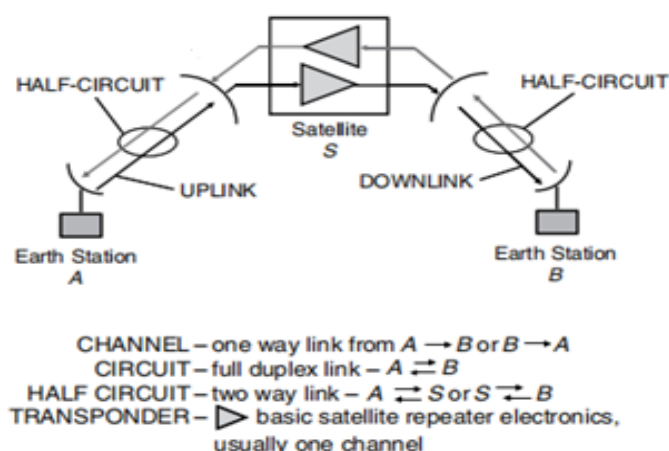 HALF-CIRCUIT
HALF-CIRCUIT
Satellite
S
UPLINK
DOWNLINK
Earth Station
A
Earth Station
B
CHANNEL – one way link from A → B or B → A
CIRCUIT – full duplex link – A ⇄ B
HALF CIRCUIT – two way link – A ⇄ S or S ⇄ B
TRANSPONDER – ▷ basic satellite repeater electronics,
usually one channel